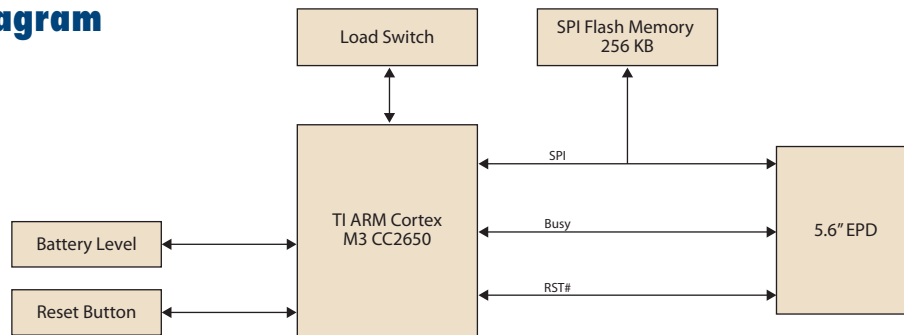 agram
Load Switch
SPI Flash Memory
256 KB
SPI
TI ARM Cortex
M3 CC2650
Busy
5.6” EPD
Battery Level
RST#
Reset Button